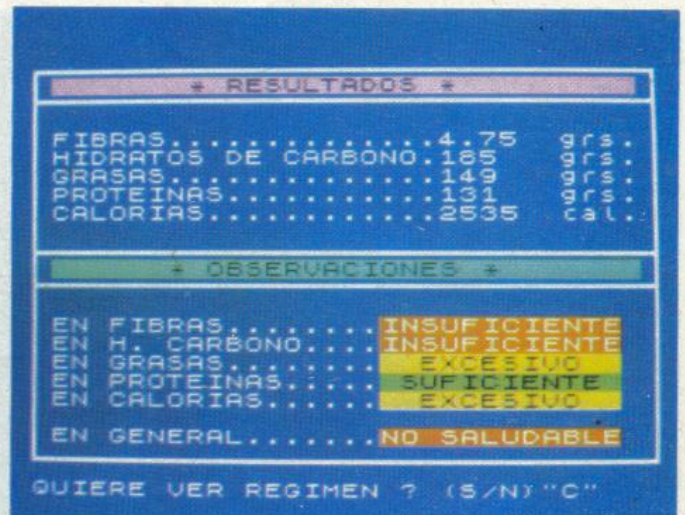 * RESULTADOS *
FIBRAS..............4.75 grs.
HIDRATOS DE CARBONO.185 grs.
GRASAS..............149 grs.
PROTEINAS...........131 grs.
CALORIAS............2535 cal.
* OBSERVACIONES *
EN FIBRAS........INSUFICIENTE
EN H. CARBONO....INSUFICIENTE
EN GRASAS........ EXCESIVO
EN PROTEINAS..... SUFICIENTE
EN CALORIAS...... EXCESIVO
EN GENERAL.......NO SALUDABLE
QUIERE VER REGIMEN ? (S/N)"C"